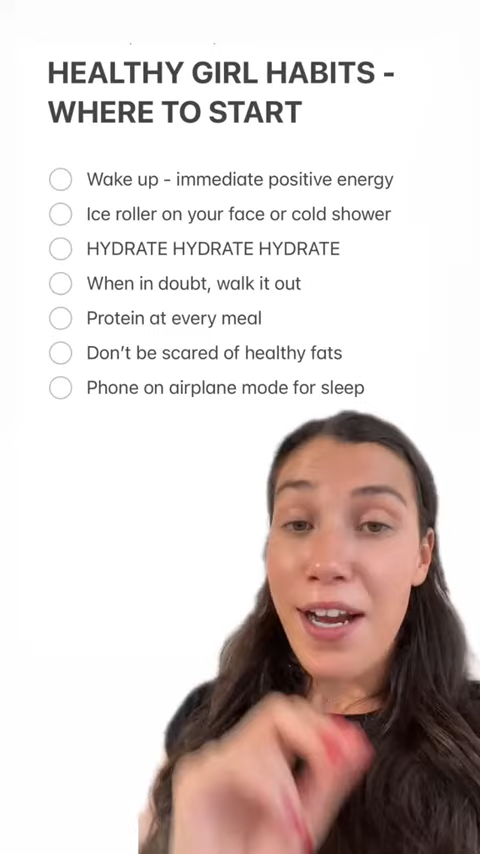 HEALTHY GIRL HABITS -
WHERE TO START
Wake up - immediate positive energy
Ice roller on your face or cold shower
HYDRATE HYDRATE HYDRATE
When in doubt, walk it out
Protein at every meal
Don’t be scared of healthy fats
Phone on airplane mode for sleep